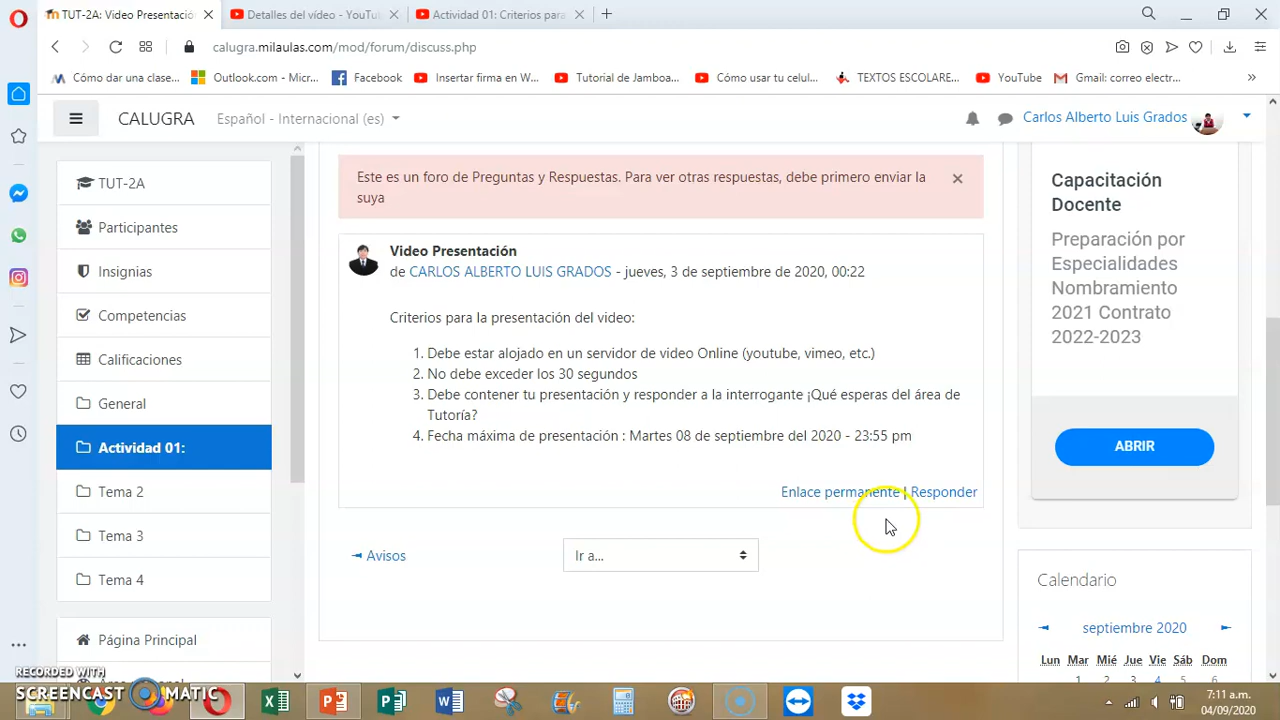 TUT-2A: Video Presentació
Detalles del vídeo - YouTu
Actividad 01: Criterios para
calugra.milaulas.com/mod/forum/discuss.php
Cómo dar una clase...
Outlook.com - Micr...
Facebook
Insertar firma en W...
Tutorial de Jamboa...
Cómo usar tu celul...
TEXTOS ESCOLARE...
YouTube
Gmail: correo electr...
CALUGRA
Español - Internacional (es)
Carlos Alberto Luis Grados
TUT-2A
Participantes
Insignias
Competencias
Calificaciones
General
Actividad 01:
Tema 2
Tema 3
Tema 4
Página Principal
Este es un foro de Preguntas y Respuestas. Para ver otras respuestas, debe primero enviar la
suya
Video Presentación
de CARLOS ALBERTO LUIS GRADOS - jueves, 3 de septiembre de 2020, 00:22
Criterios para la presentación del video:
1. Debe estar alojado en un servidor de video Online (youtube, vimeo, etc.)
2. No debe exceder los 30 segundos
3. Debe contener tu presentación y responder a la interrogante ¡Qué esperas del área de
Tutoría?
4. Fecha máxima de presentación : Martes 08 de septiembre del 2020 - 23:55 pm
Enlace permanente | Responder
◄ Avisos
Ir a...
Capacitación
Docente
Preparación por
Especialidades
Nombramiento
2021 Contrato
2022-2023
ABRIR
Calendario
◄ septiembre 2020 ►
Lun Mar Mié Jue Vie Sáb Dom
1 2 3 4 5 6
RECORDED WITH
SCREENCAST MATIC
7:11 a.m.
04/09/2020